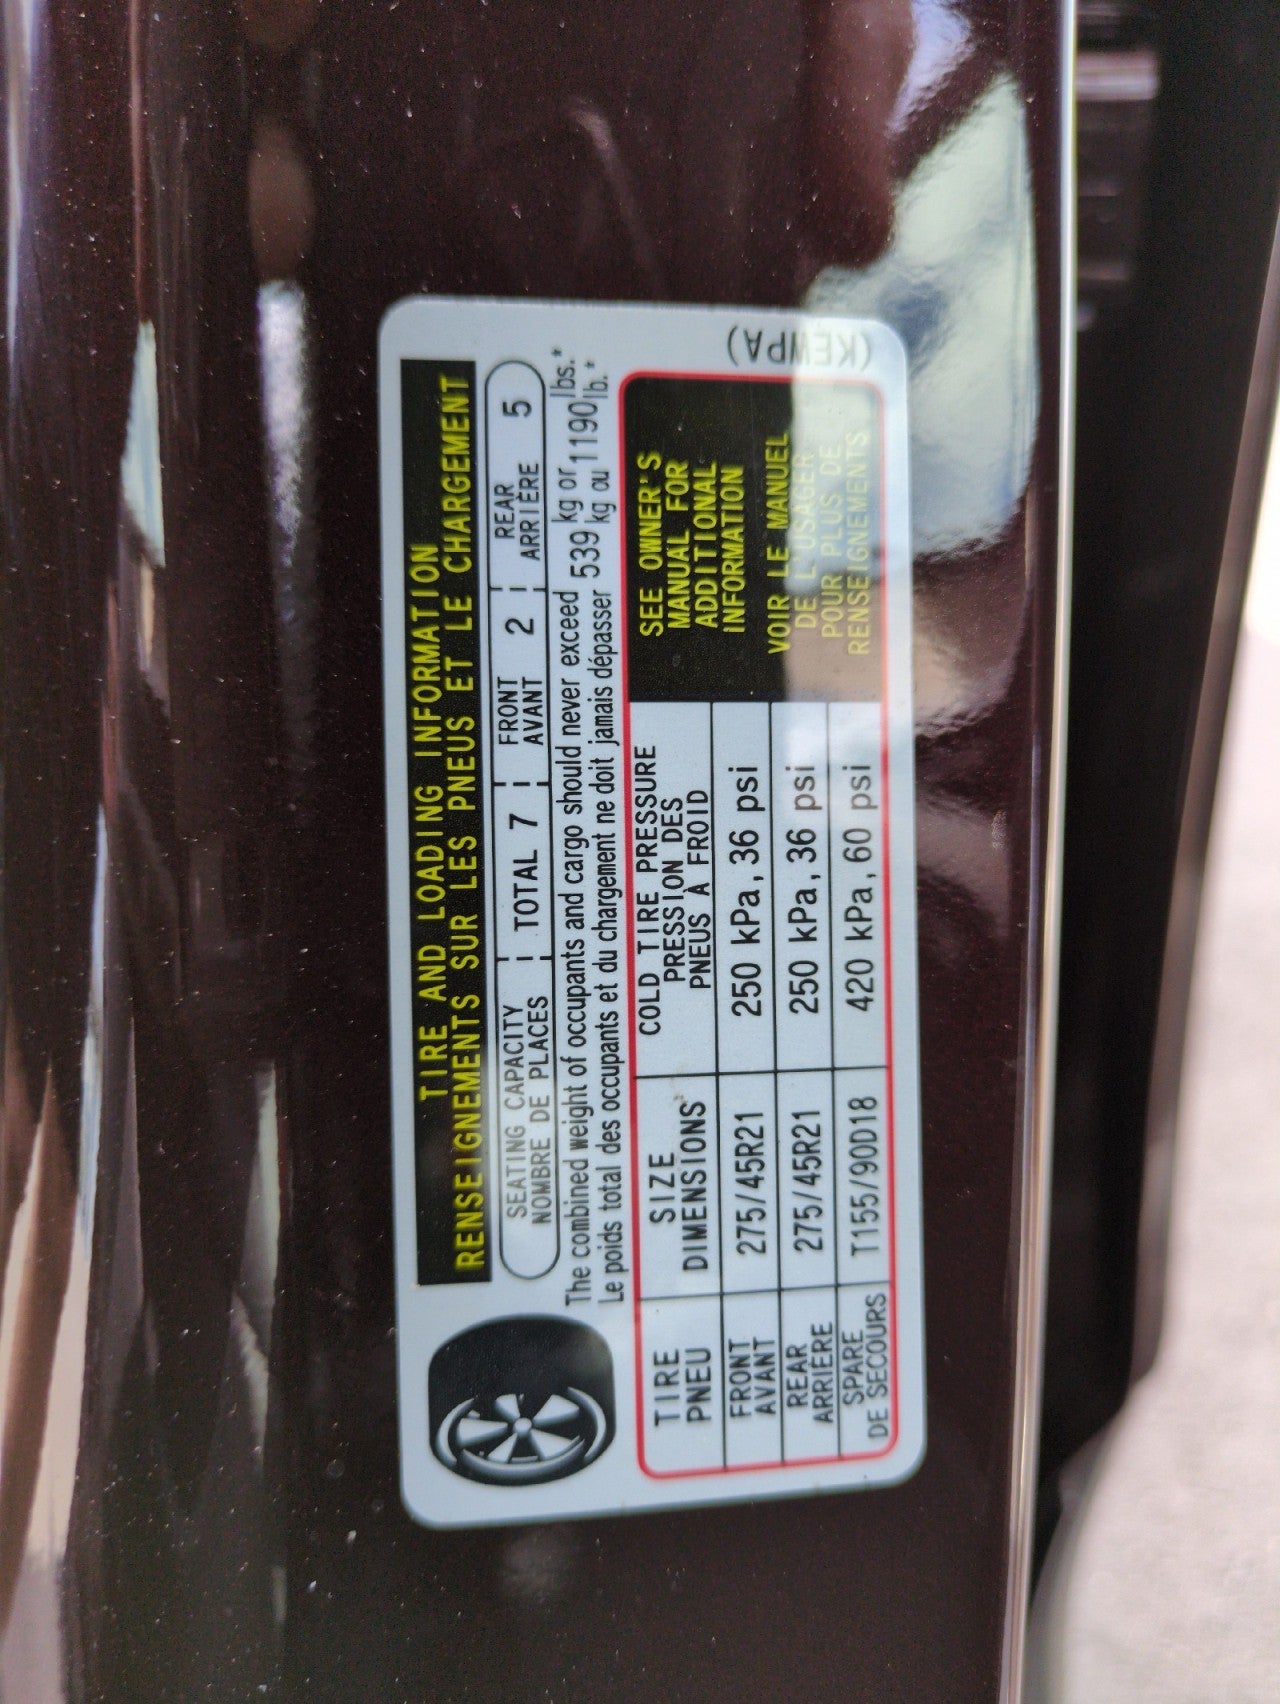 TIRE AND LOADING INFORMATION
RENSEIGNEMENTS SUR LES PNEUS ET LE CHARGEMENT
SEATING CAPACITY
NOMBRE DE PLACES
TOTAL 7
FRONT
AVANT
2
REAR
ARRIÈRE
5
The combined weight of occupants and cargo should never exceed 539 kg or 1190 lbs.*
Le poids total des occupants et du chargement ne doit jamais dépasser 539 kg ou 1190 lb.*
TIRE
PNEU
SIZE
DIMENSIONS
COLD TIRE PRESSURE
PRESSION DES
PNEUS À FROID
FRONT
AVANT
275/45R21
250 kPa, 36 psi
REAR
ARRIÈRE
275/45R21
250 kPa, 36 psi
SPARE
DE SECOURS
T155/90D18
420 kPa, 60 psi
SEE OWNER'S
MANUAL FOR
ADDITIONAL
INFORMATION
VOIR LE MANUEL
DE L'USAGER
POUR PLUS DE
RENSEIGNEMENTS
(KEWPA)